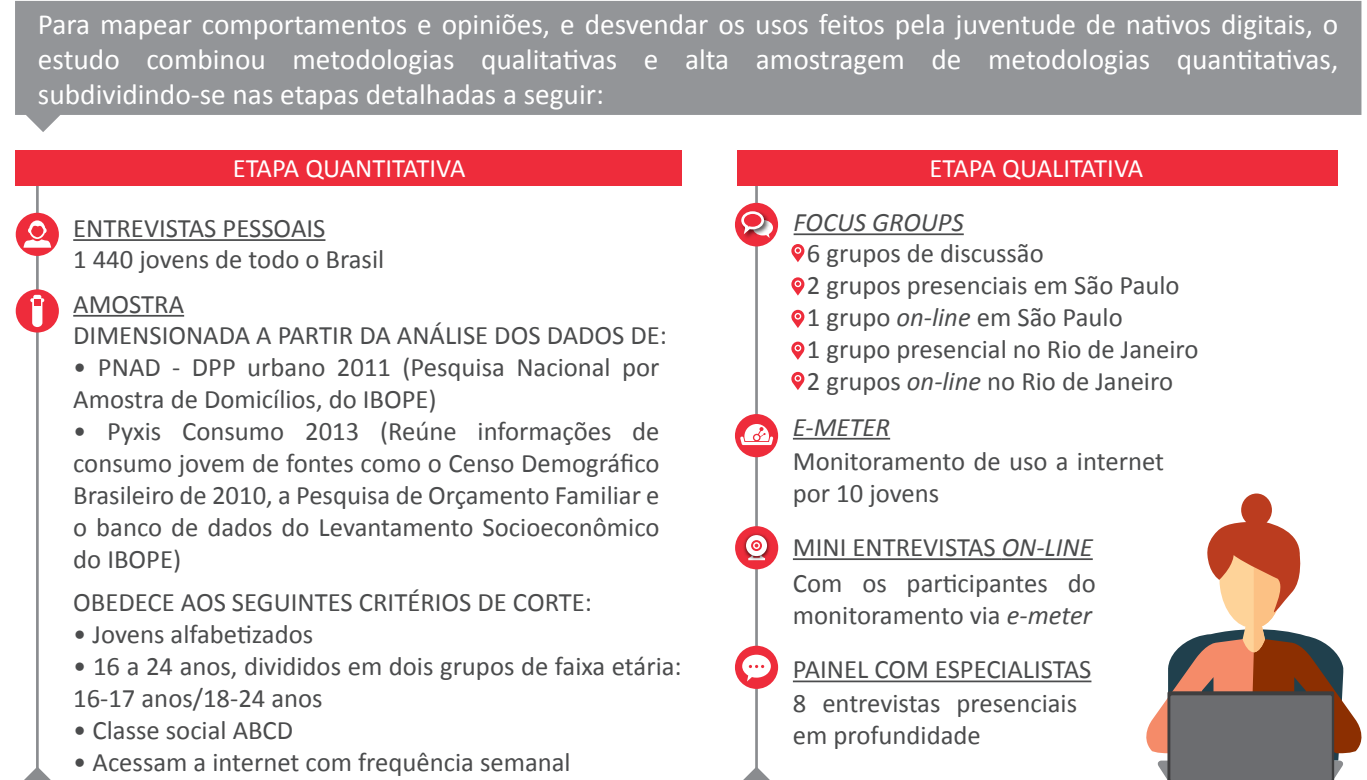 Para mapear comportamentos e opiniões, e desvendar os usos feitos pela juventude de nativos digitais, o
estudo combinou metodologias qualitativas e alta amostragem de metodologias quantitativas,
subdividindo-se nas etapas detalhadas a seguir:
ETAPA QUANTITATIVA
ENTREVISTAS PESSOAIS
1 440 jovens de todo o Brasil
AMOSTRA
DIMENSIONADA A PARTIR DA ANÁLISE DOS DADOS DE:
• PNAD - DPP urbano 2011 (Pesquisa Nacional por
Amostra de Domicílios, do IBOPE)
• Pyxis Consumo 2013 (Reúne informações de
consumo jovem de fontes como o Censo Demográfico
Brasileiro de 2010, a Pesquisa de Orçamento Familiar e
o banco de dados do Levantamento Socioeconômico
do IBOPE)
OBEDECE AOS SEGUINTES CRITÉRIOS DE CORTE:
• Jovens alfabetizados
• 16 a 24 anos, divididos em dois grupos de faixa etária:
16-17 anos/18-24 anos
• Classe social ABCD
• Acessam a internet com frequência semanal
ETAPA QUALITATIVA
FOCUS GROUPS
6 grupos de discussão
2 grupos presenciais em São Paulo
1 grupo on-line em São Paulo
1 grupo presencial no Rio de Janeiro
2 grupos on-line no Rio de Janeiro
E-METER
Monitoramento de uso a internet
por 10 jovens
MINI ENTREVISTAS ON-LINE
Com os participantes do
monitoramento via e-meter
PAINEL COM ESPECIALISTAS
8 entrevistas presenciais
em profundidade